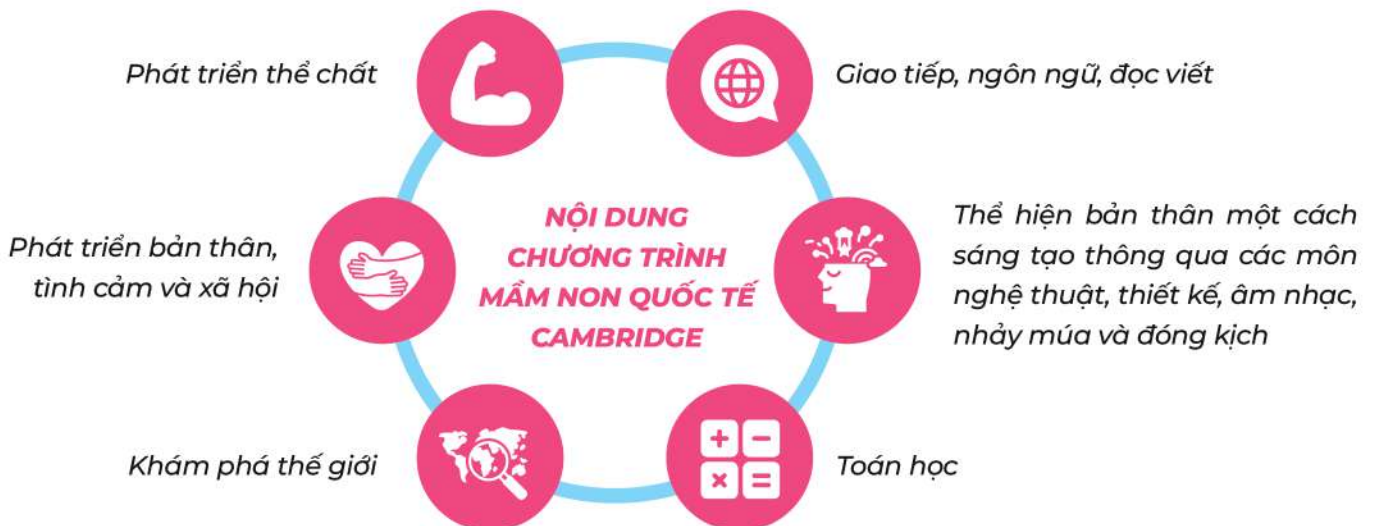 Phát triển thể chất
Giao tiếp, ngôn ngữ, đọc viết
NỘI DUNG
CHƯƠNG TRÌNH
MẦM NON QUỐC TẾ
CAMBRIDGE
Phát triển bản thân,
tình cảm và xã hội
Thể hiện bản thân một cách
sáng tạo thông qua các môn
nghệ thuật, thiết kế, âm nhạc,
nhảy múa và đóng kịch
Khám phá thế giới
Toán học